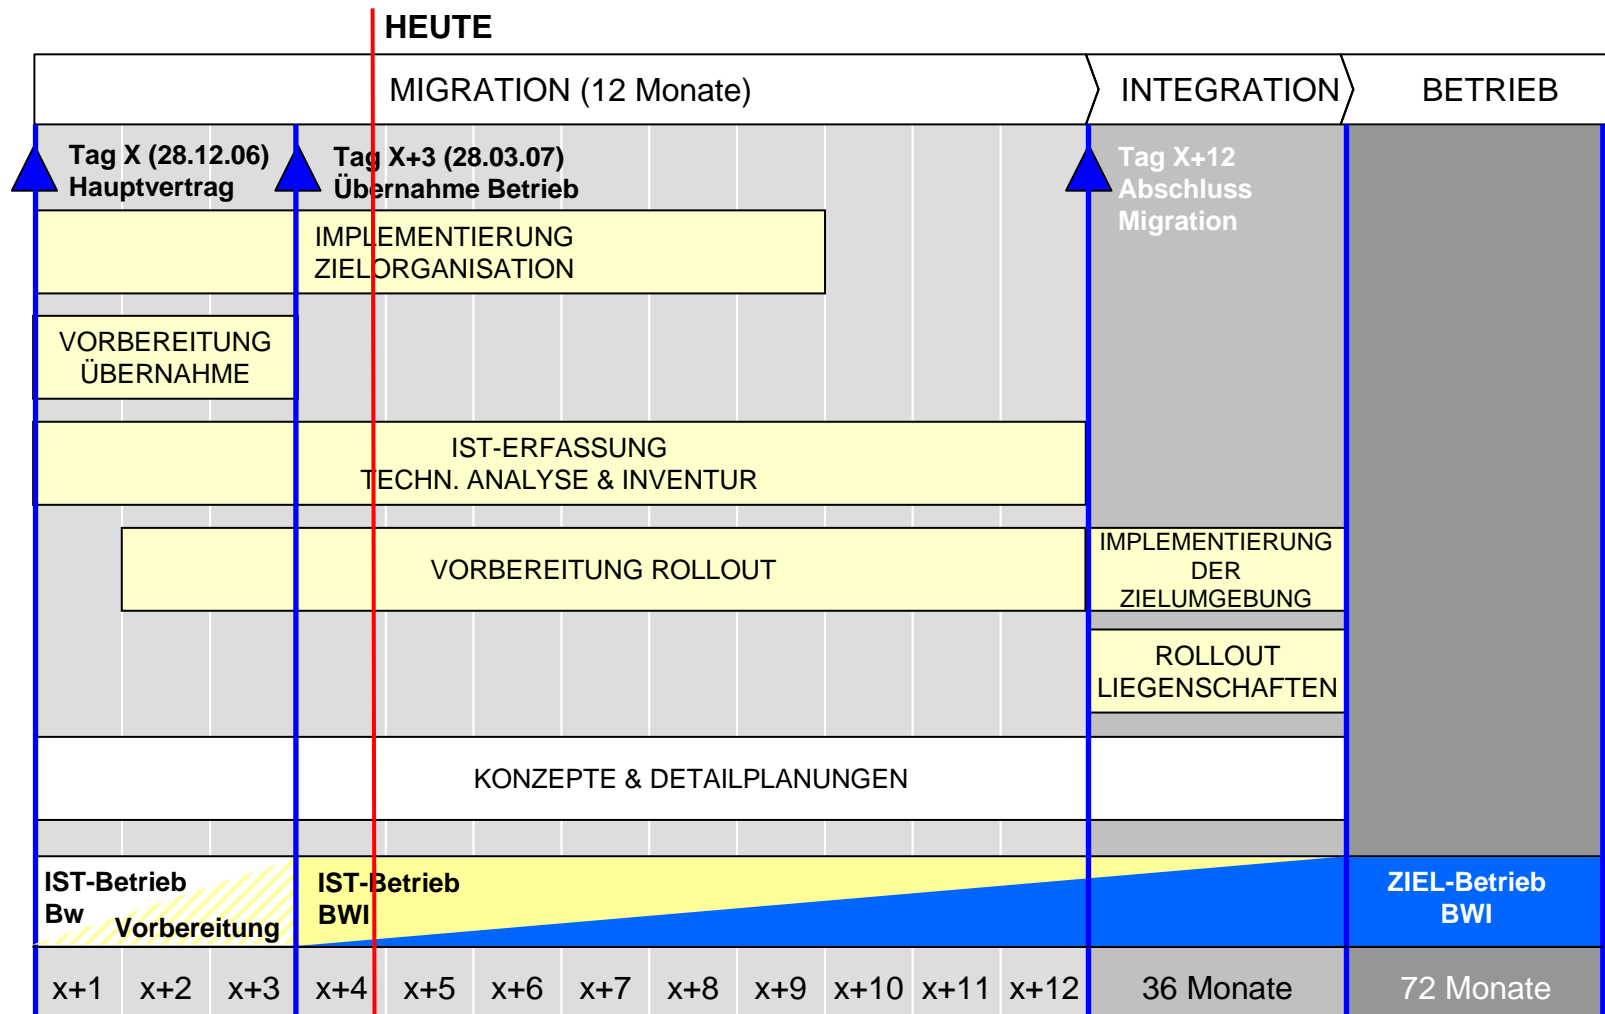 HEUTE
MIGRATION (12 Monate)
INTEGRATION
BETRIEB
Tag X (28.12.06)
Hauptvertrag
Tag X+3 (28.03.07)
Übernahme Betrieb
Tag X+12
Abschluss
Migration
IMPLEMENTIERUNG
ZIELORGANISATION
VORBEREITUNG
ÜBERNAHME
IST-ERFASSUNG
TECHN. ANALYSE & INVENTUR
VORBEREITUNG ROLLOUT
IMPLEMENTIERUNG
DER
ZIELUMGEBUNG
ROLLOUT
LIEGENSCHAFTEN
KONZEPTE & DETAILPLANUNGEN
IST-Betrieb
Bw
Vorbereitung
IST-Betrieb
BWI
ZIEL-Betrieb
BWI
x+1 x+2 x+3 x+4 x+5 x+6 x+7 x+8 x+9 x+10 x+11 x+12 36 Monate 72 Monate